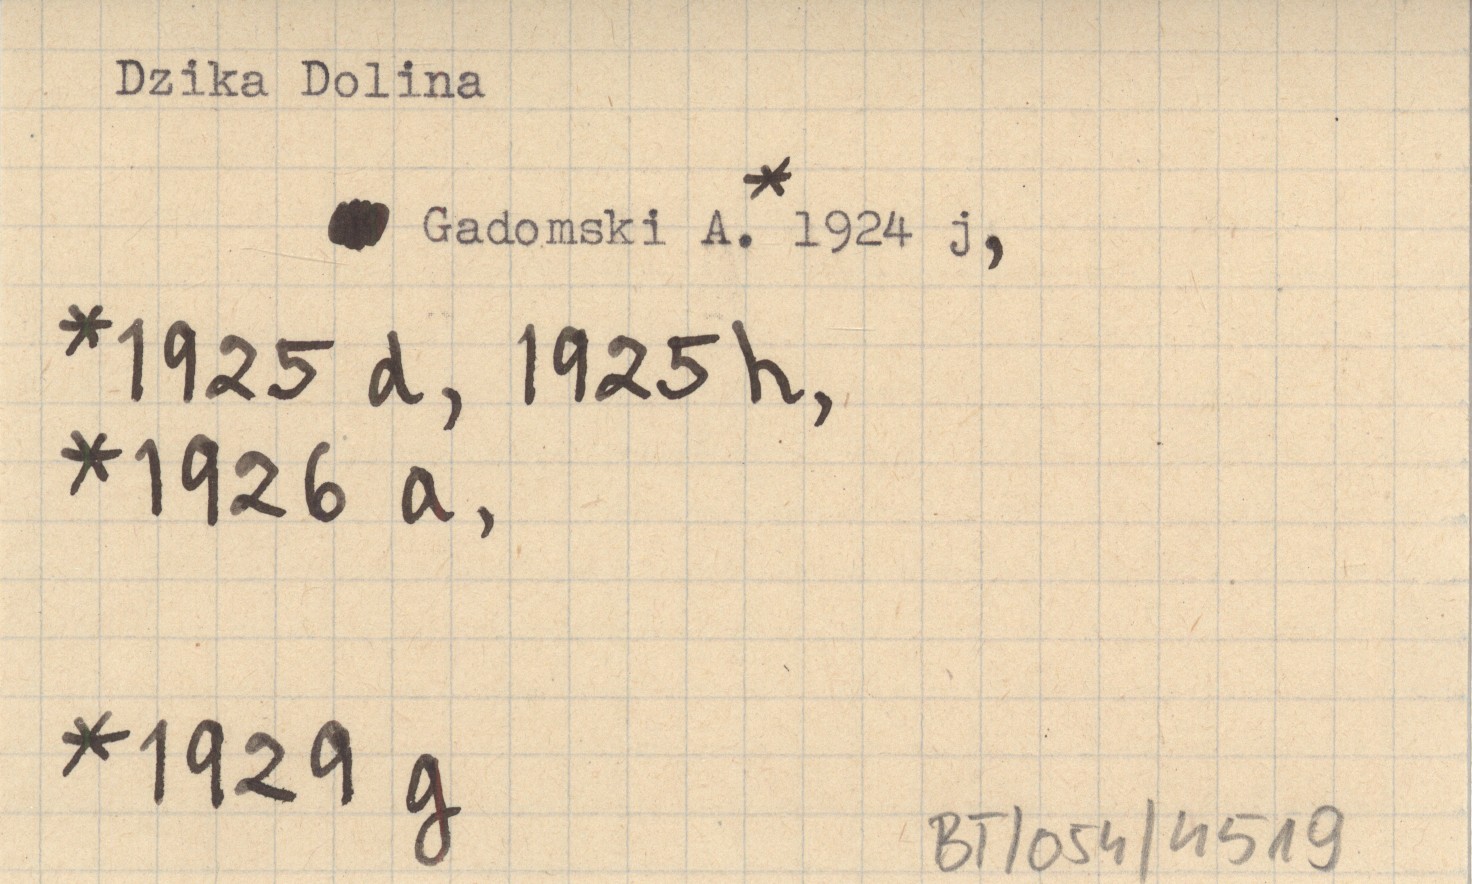 Dzika Dolina
Gadomski A. *1924 j,
*1925 d, 1925 h,
*1926 a,
*1929 g
BT/054/4519